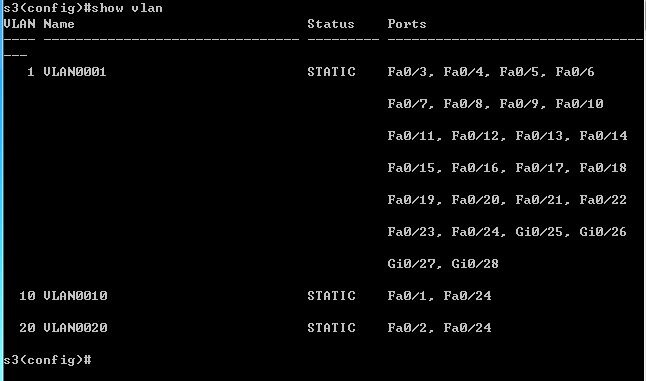 s3(config)#show vlan
VLAN Name                             Status    Ports
---- -------------------------------- --------- --------------------------------
---
   1 VLAN0001                         STATIC    Fa0/3, Fa0/4, Fa0/5, Fa0/6
                                                Fa0/7, Fa0/8, Fa0/9, Fa0/10
                                                Fa0/11, Fa0/12, Fa0/13, Fa0/14
                                                Fa0/15, Fa0/16, Fa0/17, Fa0/18
                                                Fa0/19, Fa0/20, Fa0/21, Fa0/22
                                                Fa0/23, Fa0/24, Gi0/25, Gi0/26
                                                Gi0/27, Gi0/28
  10 VLAN0010                         STATIC    Fa0/1, Fa0/24
  20 VLAN0020                         STATIC    Fa0/2, Fa0/24
s3(config)#